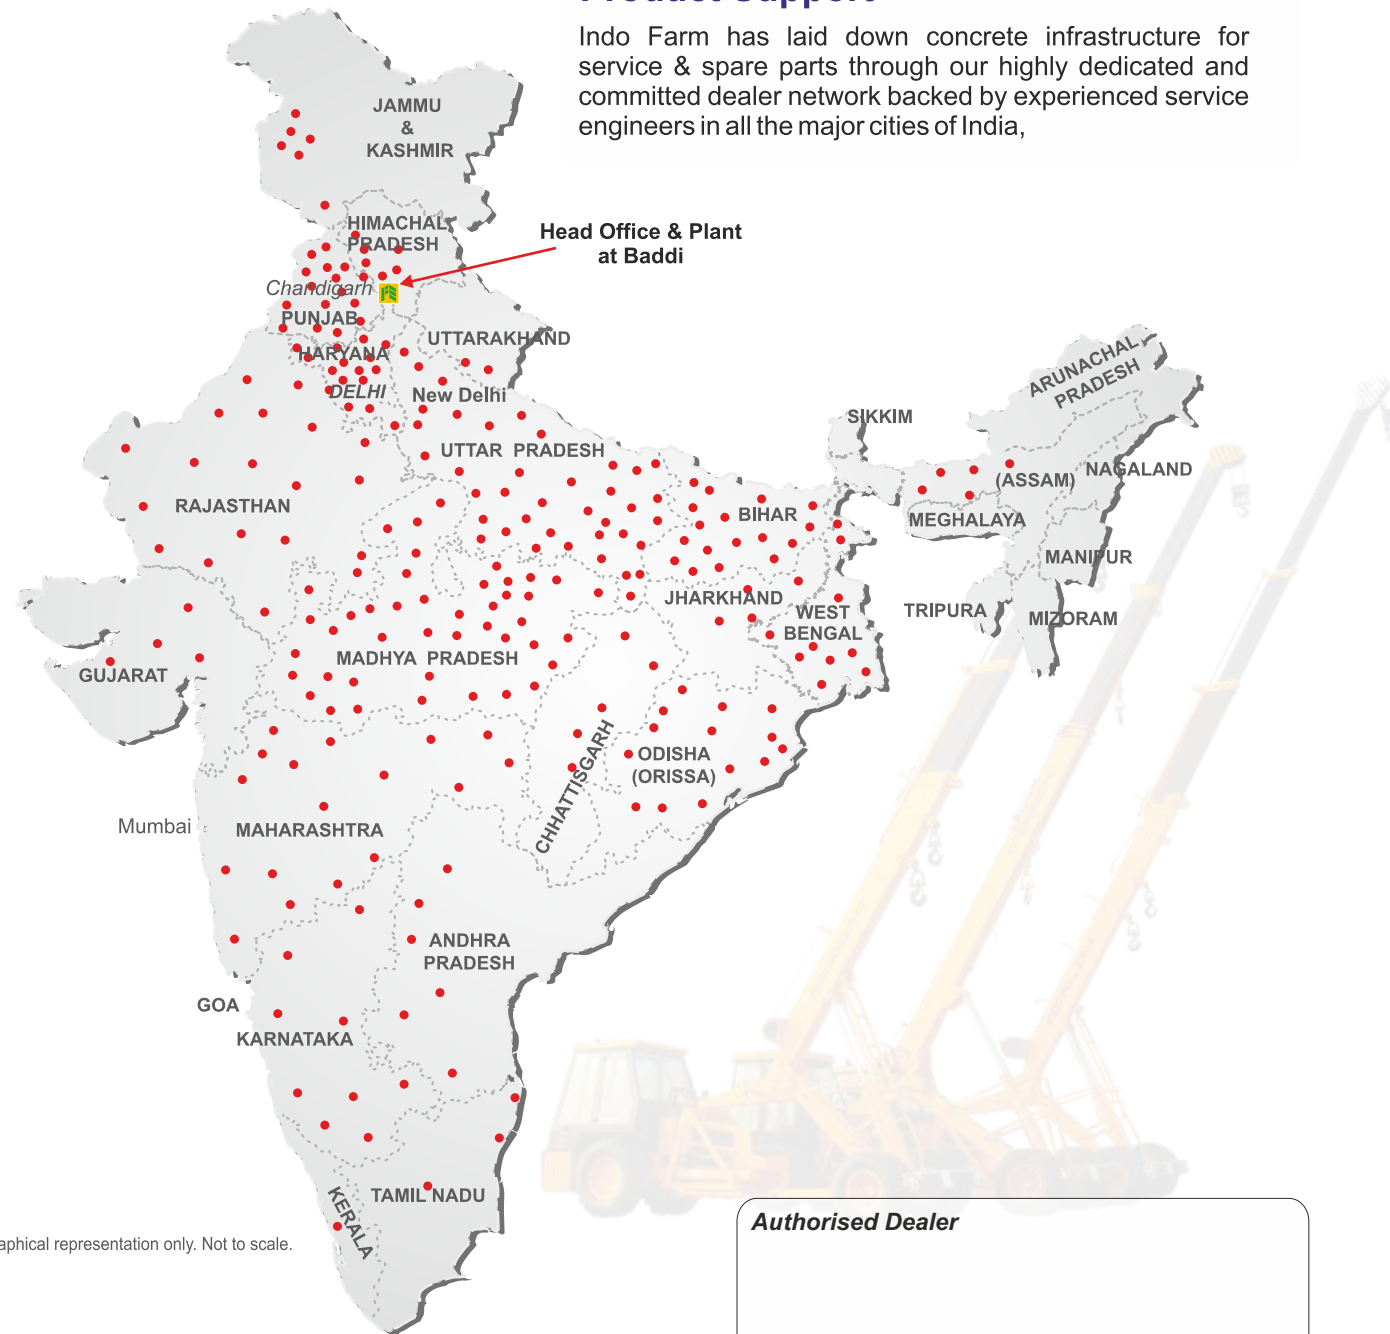 Product Support
Indo Farm has laid down concrete infrastructure for
service & spare parts through our highly dedicated and
committed dealer network backed by experienced service
engineers in all the major cities of India,
JAMMU
&
KASHMIR
HIMACHAL
PRADESH
Head Office & Plant
at Baddi
Chandigarh
PUNJAB
UTTARAKHAND
HARYANA
DELHI
New Delhi
ARUNACHAL
PRADESH
SIKKIM
UTTAR PRADESH
(ASSAM)
NAGALAND
RAJASTHAN
BIHAR
MEGHALAYA
MANIPUR
JHARKHAND
WEST
BENGAL
TRIPURA
MIZORAM
MADHYA PRADESH
GUJARAT
CHHATTISGARH
ODISHA
(ORISSA)
Mumbai
MAHARASHTRA
ANDHRA
PRADESH
GOA
KARNATAKA
TAMIL NADU
KERALA
representation only. Not to scale.
Authorised Dealer